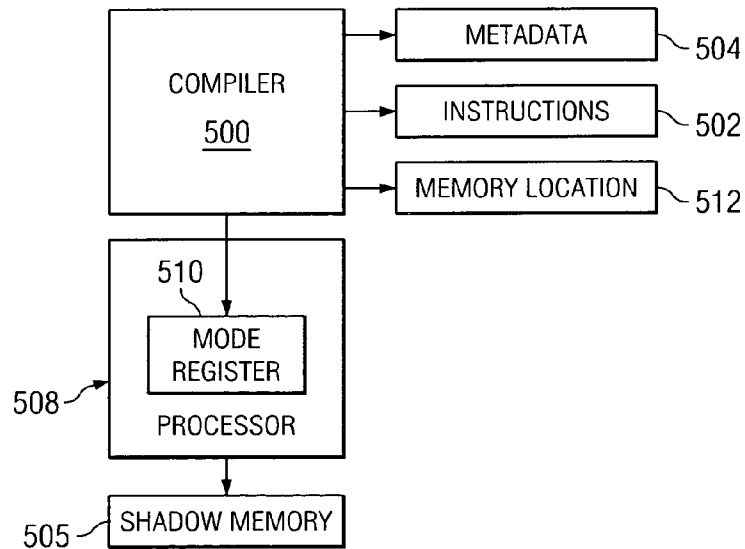 COMPILER
500
METADATA
504
INSTRUCTIONS
502
MEMORY LOCATION
512
510
MODE
REGISTER
508
PROCESSOR
505
SHADOW MEMORY